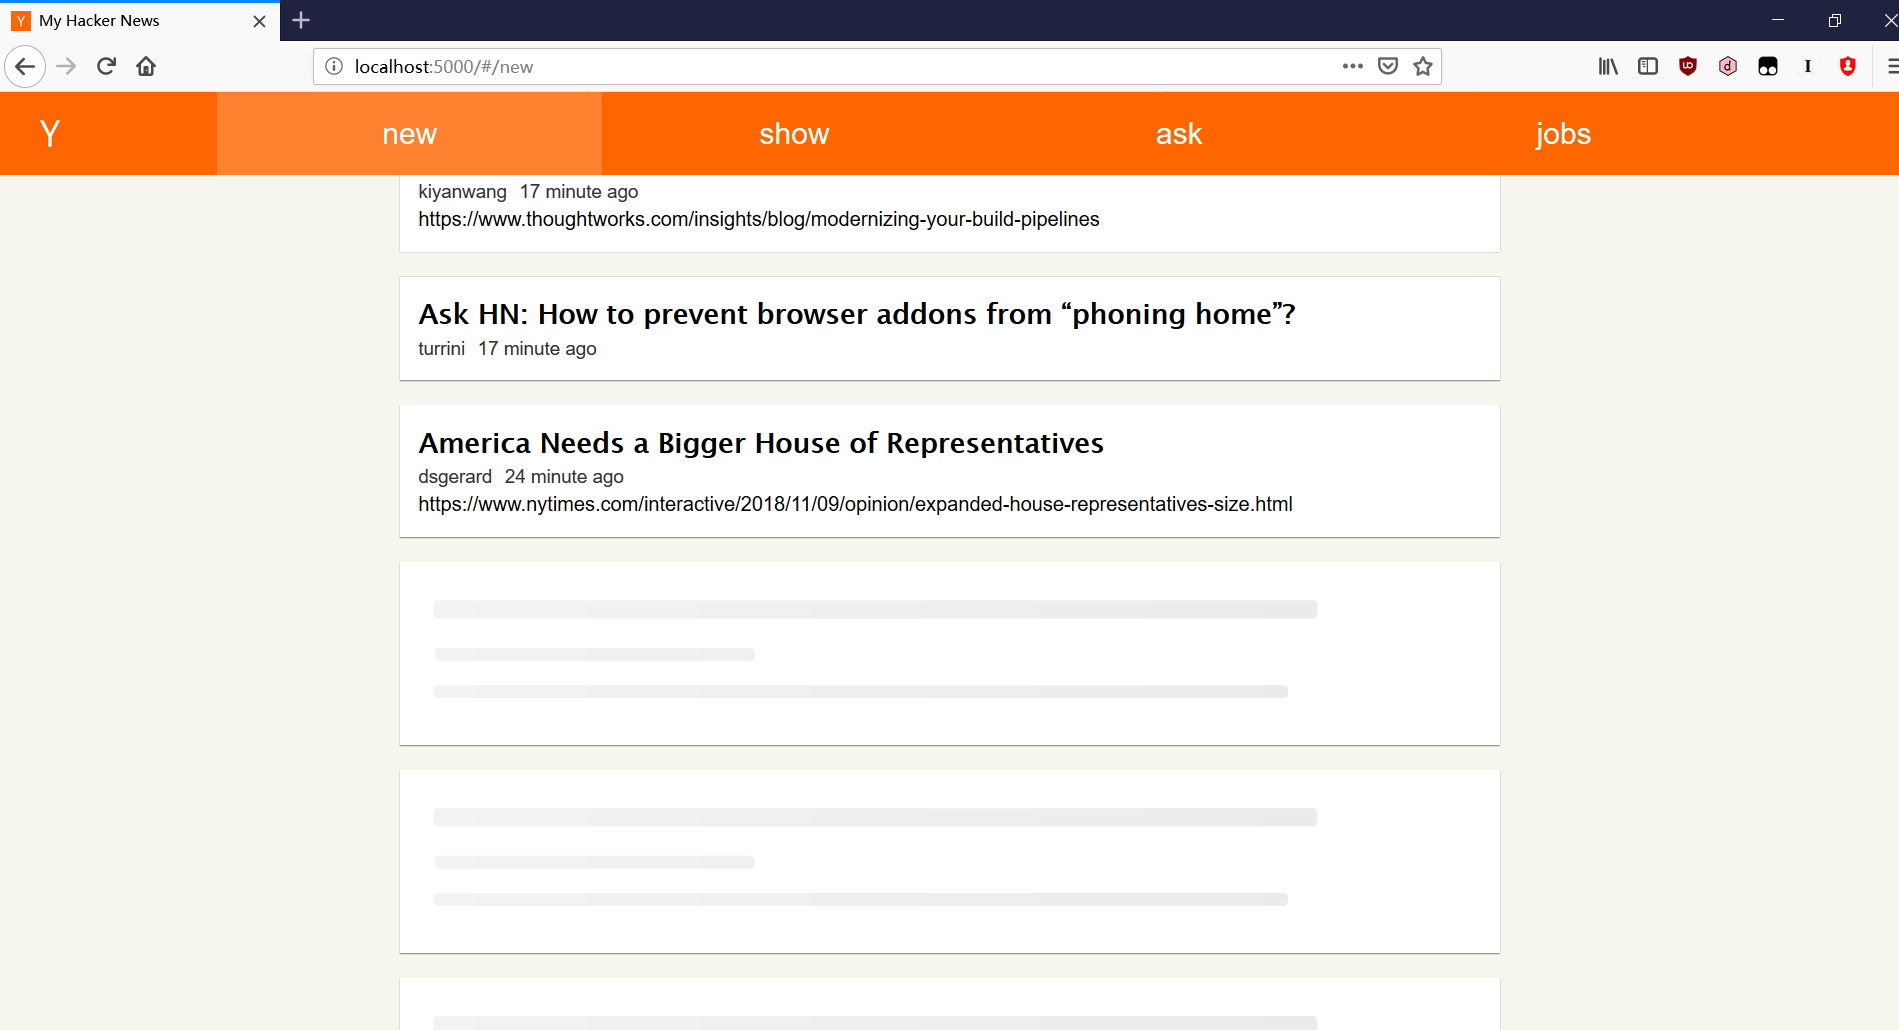 Y My Hacker News
localhost:5000/#/new
Y new show ask jobs
kiyanwang 17 minute ago
https://www.thoughtworks.com/insights/blog/modernizing-your-build-pipelines
Ask HN: How to prevent browser addons from “phoning home”?
turrini 17 minute ago
America Needs a Bigger House of Representatives
dsgerard 24 minute ago
https://www.nytimes.com/interactive/2018/11/09/opinion/expanded-house-representatives-size.html